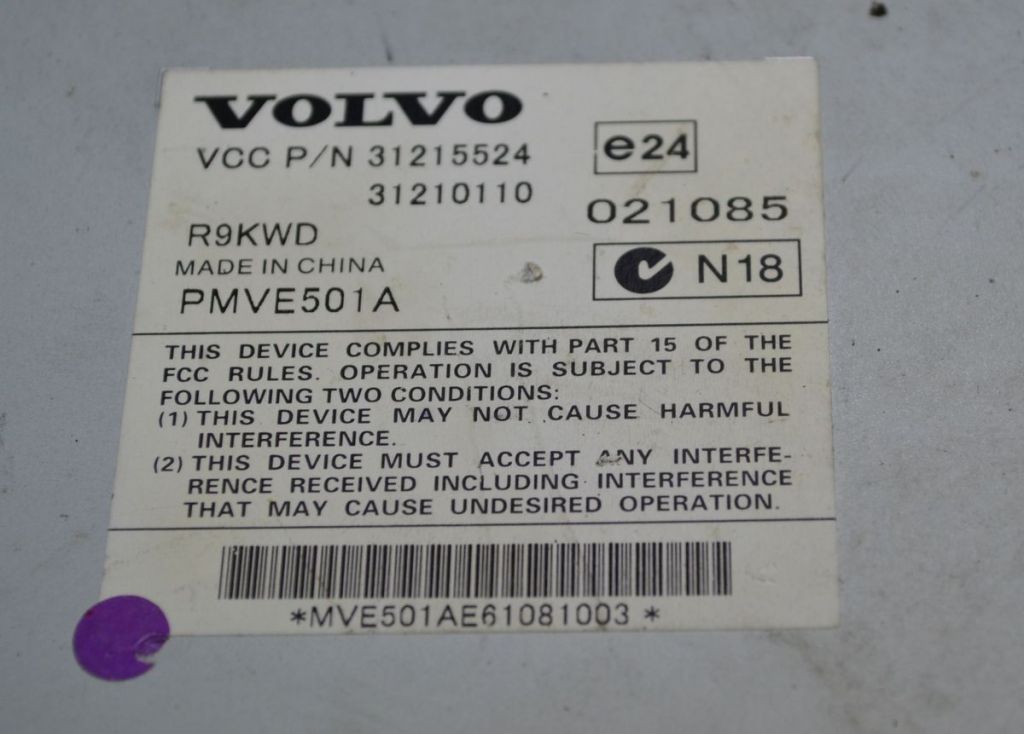 VOLVO
VCC P/N 31215524
31210110
e24
021085
R9KWD
MADE IN CHINA
PMVE501A
N18
THIS DEVICE COMPLIES WITH PART 15 OF THE
FCC RULES. OPERATION IS SUBJECT TO THE
FOLLOWING TWO CONDITIONS:
(1) THIS DEVICE MAY NOT CAUSE HARMFUL
INTERFERENCE.
(2) THIS DEVICE MUST ACCEPT ANY INTERFE-
RENCE RECEIVED INCLUDING INTERFERENCE
THAT MAY CAUSE UNDESIRED OPERATION.
*MVE501AE61081003 *